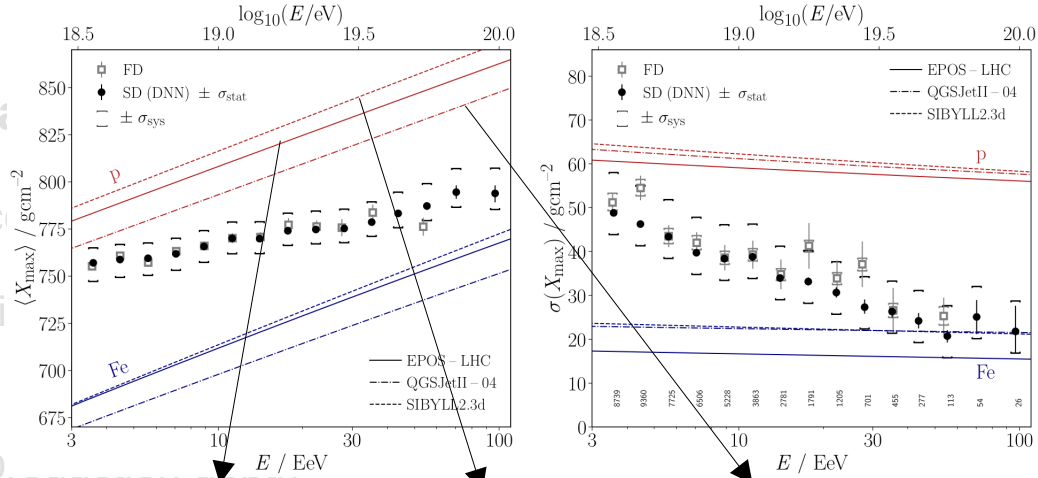 log₁₀(E/eV)
18.5 19.0 19.5 20.0
⟨Xmax⟩ / gcm⁻²
850
825
800
775
750
725
700
675
FD
SD (DNN) ± σstat
± σsys
p
Fe
EPOS – LHC
QGSJetII – 04
SIBYLL2.3d
3 10 30 100
E / EeV
log₁₀(E/eV)
18.5 19.0 19.5 20.0
σ(Xmax) / gcm⁻²
80
70
60
50
40
30
20
10
0
FD
SD (DNN) ± σstat
± σsys
EPOS – LHC
QGSJetII – 04
SIBYLL2.3d
p
Fe
8739 9360 7725 6506 5228 3863 2781 1791 1205 701 455 277 113 54 26
3 10 30 100
E / EeV